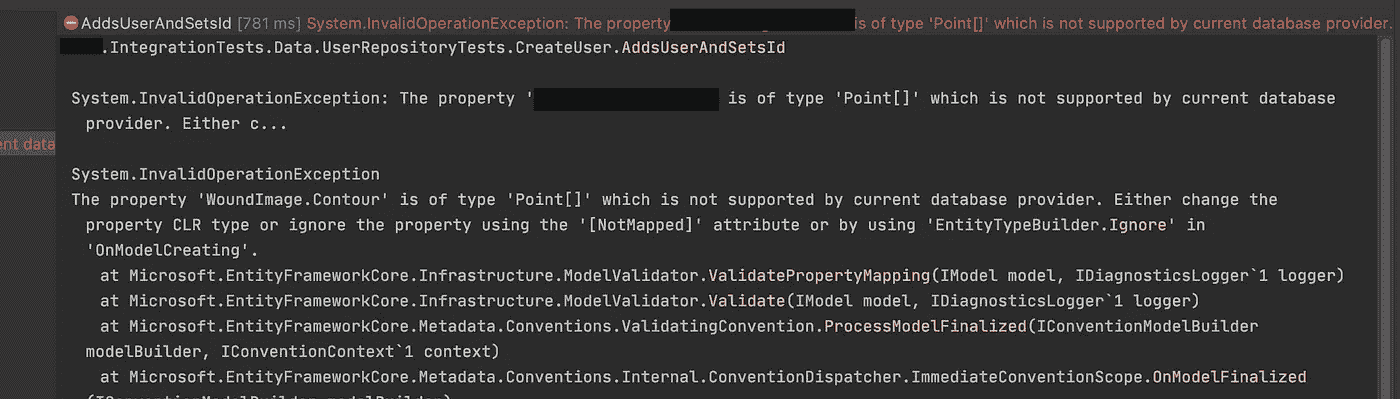 AddsUserAndSetsId [781 ms] System.InvalidOperationException: The property is of type 'Point[]' which is not supported by current database provider.
.IntegrationTests.Data.UserRepositoryTests.CreateUser.AddsUserAndSetsId
System.InvalidOperationException: The property ' is of type 'Point[]' which is not supported by current database
provider. Either c...
ent data
System.InvalidOperationException
The property 'WoundImage.Contour' is of type 'Point[]' which is not supported by current database provider. Either change the
property CLR type or ignore the property using the '[NotMapped]' attribute or by using 'EntityTypeBuilder.Ignore' in
'OnModelCreating'.
at Microsoft.EntityFrameworkCore.Infrastructure.ModelValidator.ValidatePropertyMapping(IModel model, IDiagnosticsLogger`1 logger)
at Microsoft.EntityFrameworkCore.Infrastructure.ModelValidator.Validate(IModel model, IDiagnosticsLogger`1 logger)
at Microsoft.EntityFrameworkCore.Metadata.Conventions.ValidatingConvention.ProcessModelFinalized(IConventionModelBuilder
modelBuilder, IConventionContext`1 context)
at Microsoft.EntityFrameworkCore.Metadata.Conventions.Internal.ConventionDispatcher.ImmediateConventionScope.OnModelFinalized
(IConventionModelBuilder modelBuilder)